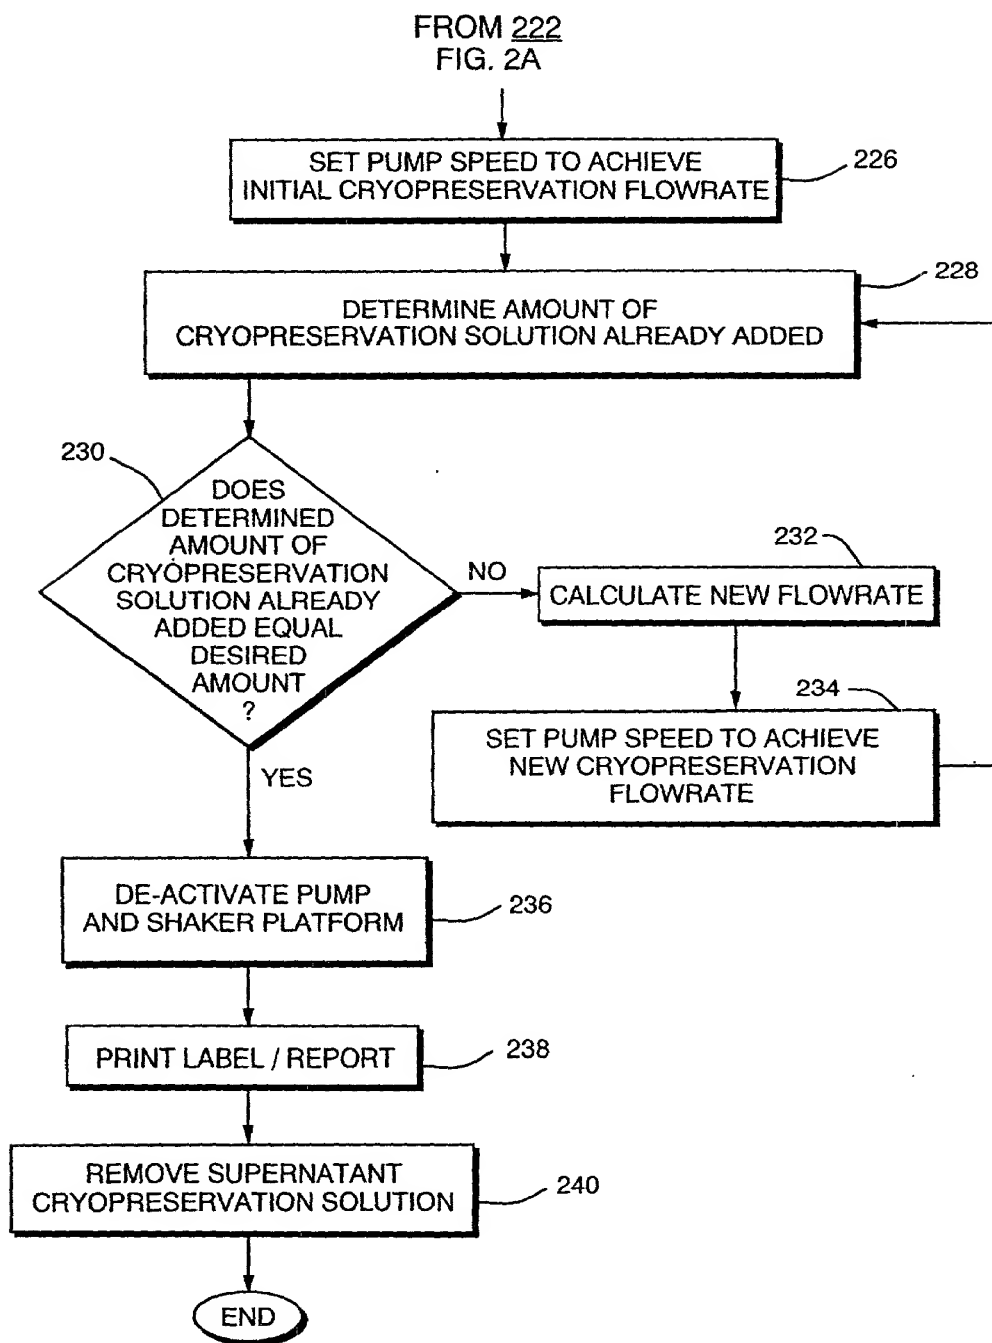 FROM 222
FIG. 2A
SET PUMP SPEED TO ACHIEVE
INITIAL CRYOPRESERVATION FLOWRATE
226
228
DETERMINE AMOUNT OF
CRYOPRESERVATION SOLUTION ALREADY ADDED
230
DOES
DETERMINED
AMOUNT OF
CRYOPRESERVATION
SOLUTION ALREADY
ADDED EQUAL
DESIRED
AMOUNT
?
NO
232
CALCULATE NEW FLOWRATE
234
SET PUMP SPEED TO ACHIEVE
NEW CRYOPRESERVATION
FLOWRATE
YES
DE-ACTIVATE PUMP
AND SHAKER PLATFORM
236
PRINT LABEL / REPORT
238
REMOVE SUPERNATANT
CRYOPRESERVATION SOLUTION
240
END